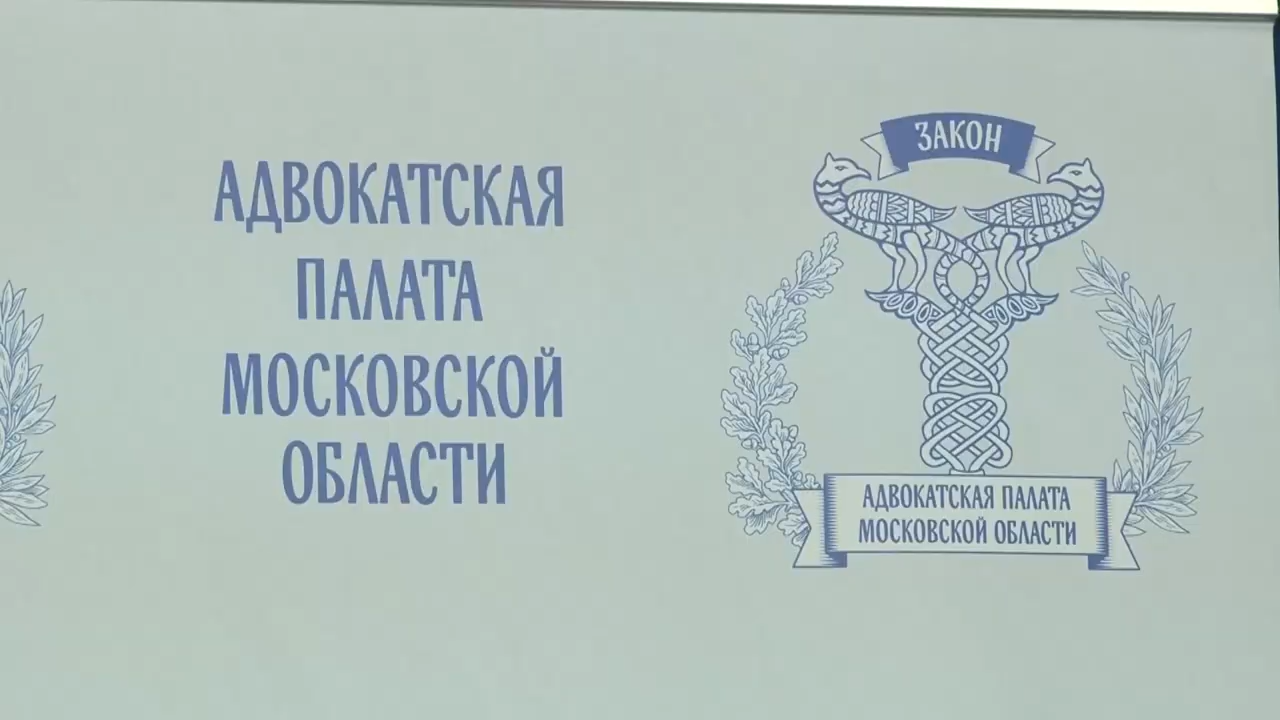 АДВОКАТСКАЯ
ПАЛАТА
МОСКОВСКОЙ
ОБЛАСТИ
ЗАКОН
АДВОКАТСКАЯ ПАЛАТА
МОСКОВСКОЙ ОБЛАСТИ